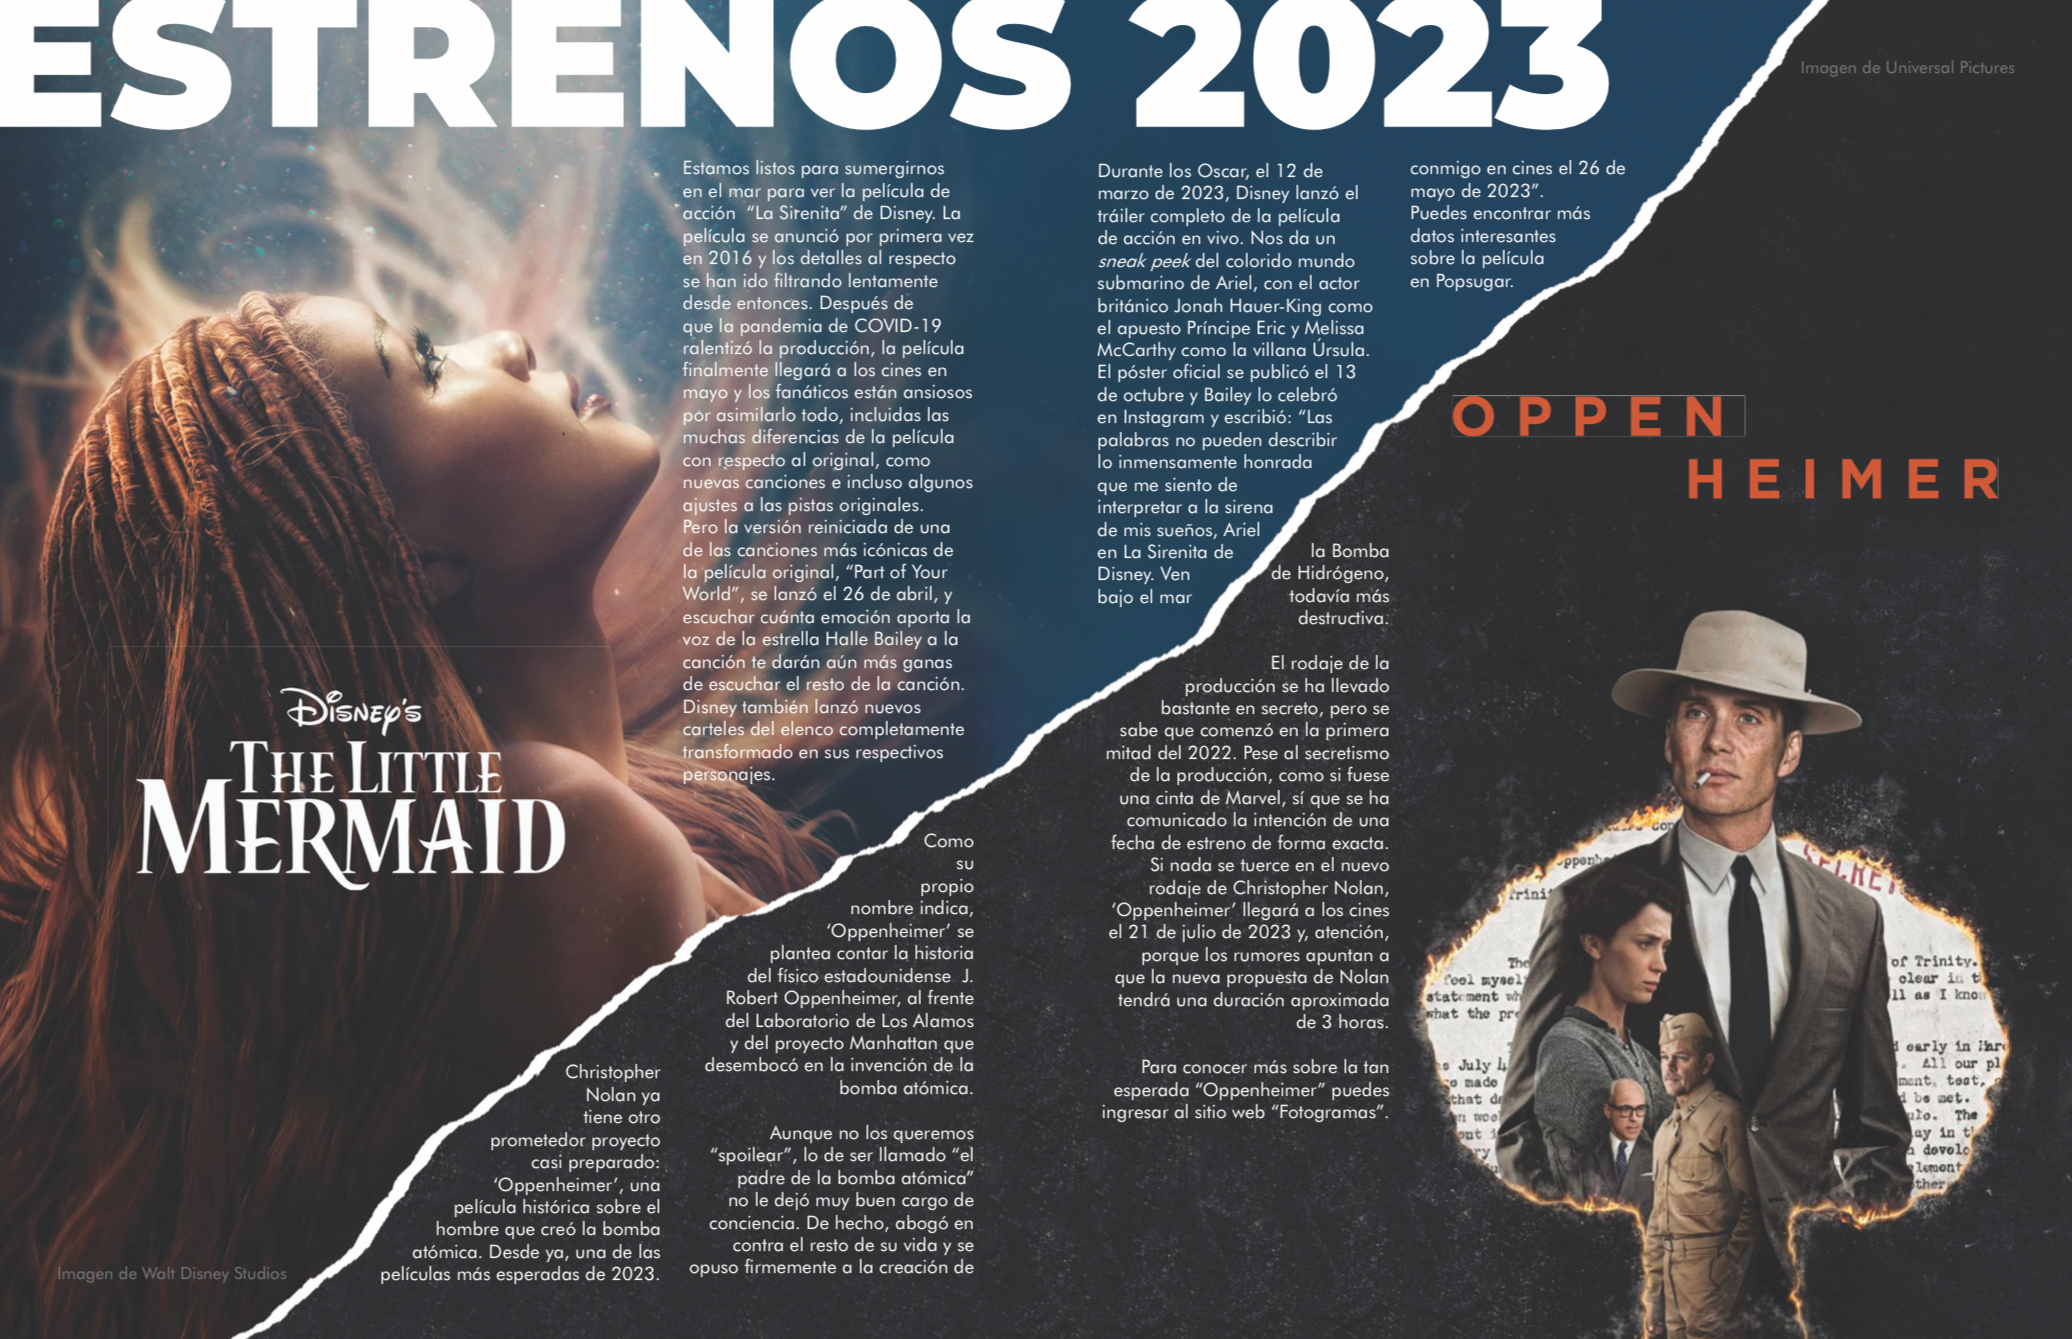 ESTRENOS 2023
Imagen de Universal Pictures
Estamos listos para sumergirnos
en el mar para ver la película de
acción “La Sirenita” de Disney. La
película se anunció por primera vez
en 2016 y los detalles al respecto
se han ido filtrando lentamente
desde entonces. Después de
que la pandemia de COVID-19
ralentizó la producción, la película
finalmente llegará a los cines en
mayo y los fanáticos están ansiosos
por asimilarlo todo, incluidas las
muchas diferencias de la película
con respecto al original, como
nuevas canciones e incluso algunos
ajustes a las pistas originales.
Pero la versión reiniciada de una
de las canciones más icónicas de
la película original, “Part of Your
World”, se lanzó el 26 de abril, y
escuchar cuánta emoción aporta la
voz de la estrella Halle Bailey a la
canción te darán aún más ganas
de escuchar el resto de la canción.
Disney también lanzó nuevos
carteles del elenco completamente
transformado en sus respectivos
personajes.
Durante los Oscar, el 12 de
marzo de 2023, Disney lanzó el
tráiler completo de la película
de acción en vivo. Nos da un
sneak peek del colorido mundo
submarino de Ariel, con el actor
británico Jonah Hauer-King como
el apuesto Príncipe Eric y Melissa
McCarthy como la villana Úrsula.
El póster oficial se publicó el 13
de octubre y Bailey lo celebró
en Instagram y escribió: “Las
palabras no pueden describir
lo inmensamente honrada
que me siento de
interpretar a la sirena
de mis sueños, Ariel
en La Sirenita de
Disney. Ven
bajo el mar
conmigo en cines el 26 de
mayo de 2023”.
Puedes encontrar más
datos interesantes
sobre la película
en Popsugar.
DISNEY'S
THE LITTLE
MERMAID
Imagen de Walt Disney Studios
OPPEN
HEIMER
Christopher
Nolan ya
tiene otro
prometedor proyecto
casi preparado:
‘Oppenheimer’, una
película histórica sobre el
hombre que creó la bomba
atómica. Desde ya, una de las
películas más esperadas de 2023.
Como
su
propio
nombre indica,
‘Oppenheimer’ se
plantea contar la historia
del físico estadounidense J.
Robert Oppenheimer, al frente
del Laboratorio de Los Alamos
y del proyecto Manhattan que
desembocó en la invención de la
bomba atómica.
Aunque no los queremos
“spoilear”, lo de ser llamado “el
padre de la bomba atómica”
no le dejó muy buen cargo de
conciencia. De hecho, abogó en
contra el resto de su vida y se
opuso firmemente a la creación de
la Bomba
de Hidrógeno,
todavía más
destructiva.
El rodaje de la
producción se ha llevado
bastante en secreto, pero se
sabe que comenzó en la primera
mitad del 2022. Pese al secretismo
de la producción, como si fuese
una cinta de Marvel, sí que se ha
comunicado la intención de una
fecha de estreno de forma exacta.
Si nada se tuerce en el nuevo
rodaje de Christopher Nolan,
‘Oppenheimer’ llegará a los cines
el 21 de julio de 2023 y, atención,
porque los rumores apuntan a
que la nueva propuesta de Nolan
tendrá una duración aproximada
de 3 horas.
Para conocer más sobre la tan
esperada “Oppenheimer” puedes
ingresar al sitio web “Fotogramas”.
of Trinity.
clear in
as I know
early in
All our
July
made
The
what the